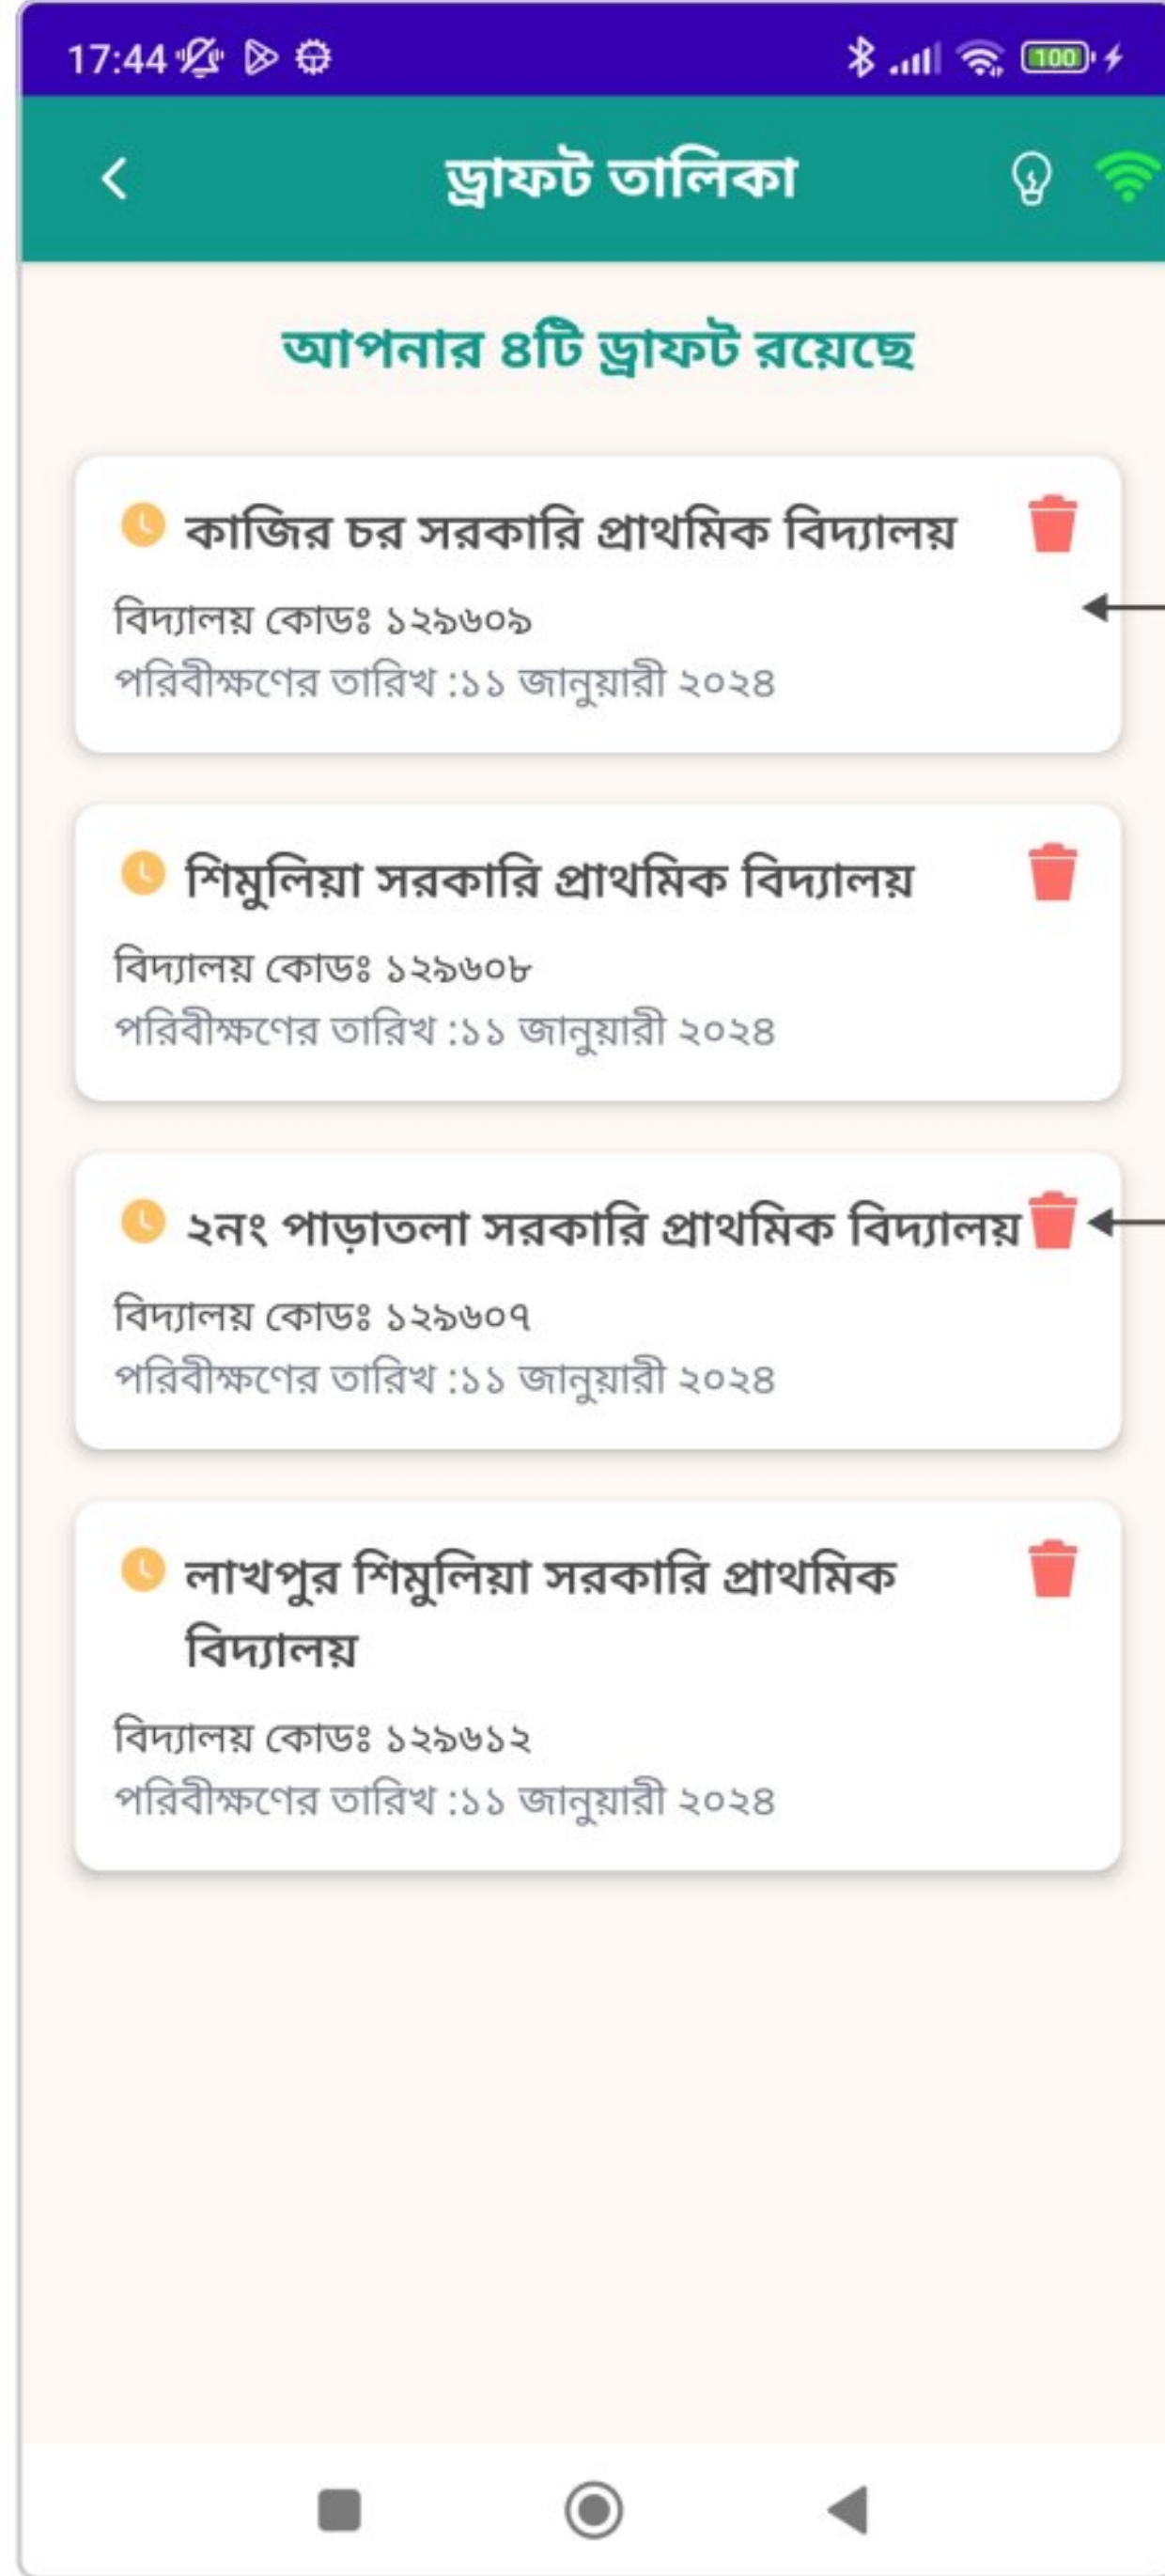 17:44
100
ড্রাফট তালিকা
আপনার ৪টি ড্রাফট রয়েছে
কাজির চর সরকারি প্রাথমিক বিদ্যালয়
বিদ্যালয় কোডঃ ১২৯৬০৯
পরিবীক্ষণের তারিখ :১১ জানুয়ারী ২০২৪
শিমুলিয়া সরকারি প্রাথমিক বিদ্যালয়
বিদ্যালয় কোডঃ ১২৯৬০৮
পরিবীক্ষণের তারিখ :১১ জানুয়ারী ২০২৪
২নং পাড়াতলা সরকারি প্রাথমিক বিদ্যালয়
বিদ্যালয় কোডঃ ১২৯৬০৭
পরিবীক্ষণের তারিখ :১১ জানুয়ারী ২০২৪
লাখপুর শিমুলিয়া সরকারি প্রাথমিক
বিদ্যালয়
বিদ্যালয় কোডঃ ১২৯৬১২
পরিবীক্ষণের তারিখ :১১ জানুয়ারী ২০২৪